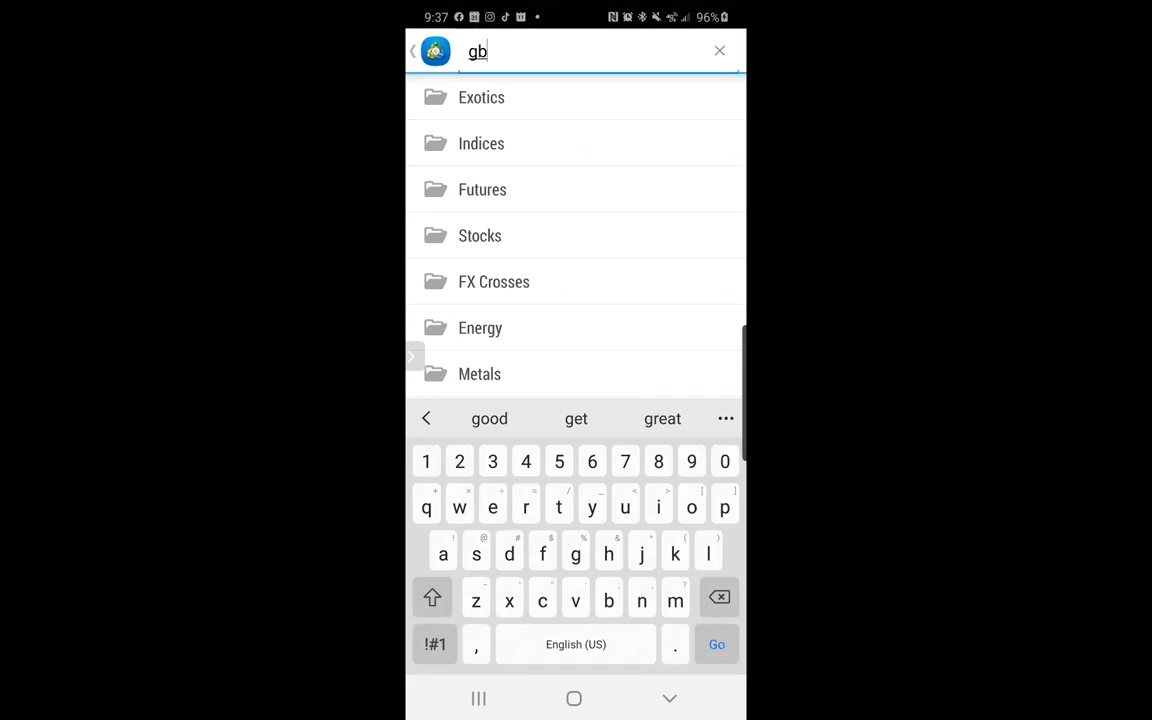 9:37 96%
gb
Exotics
Indices
Futures
Stocks
FX Crosses
Energy
Metals
good get great
1 2 3 4 5 6 7 8 9 0
q w e r t y u i o p
a s d f g h j k l
z x c v b n m
!#1 , English (US) . Go